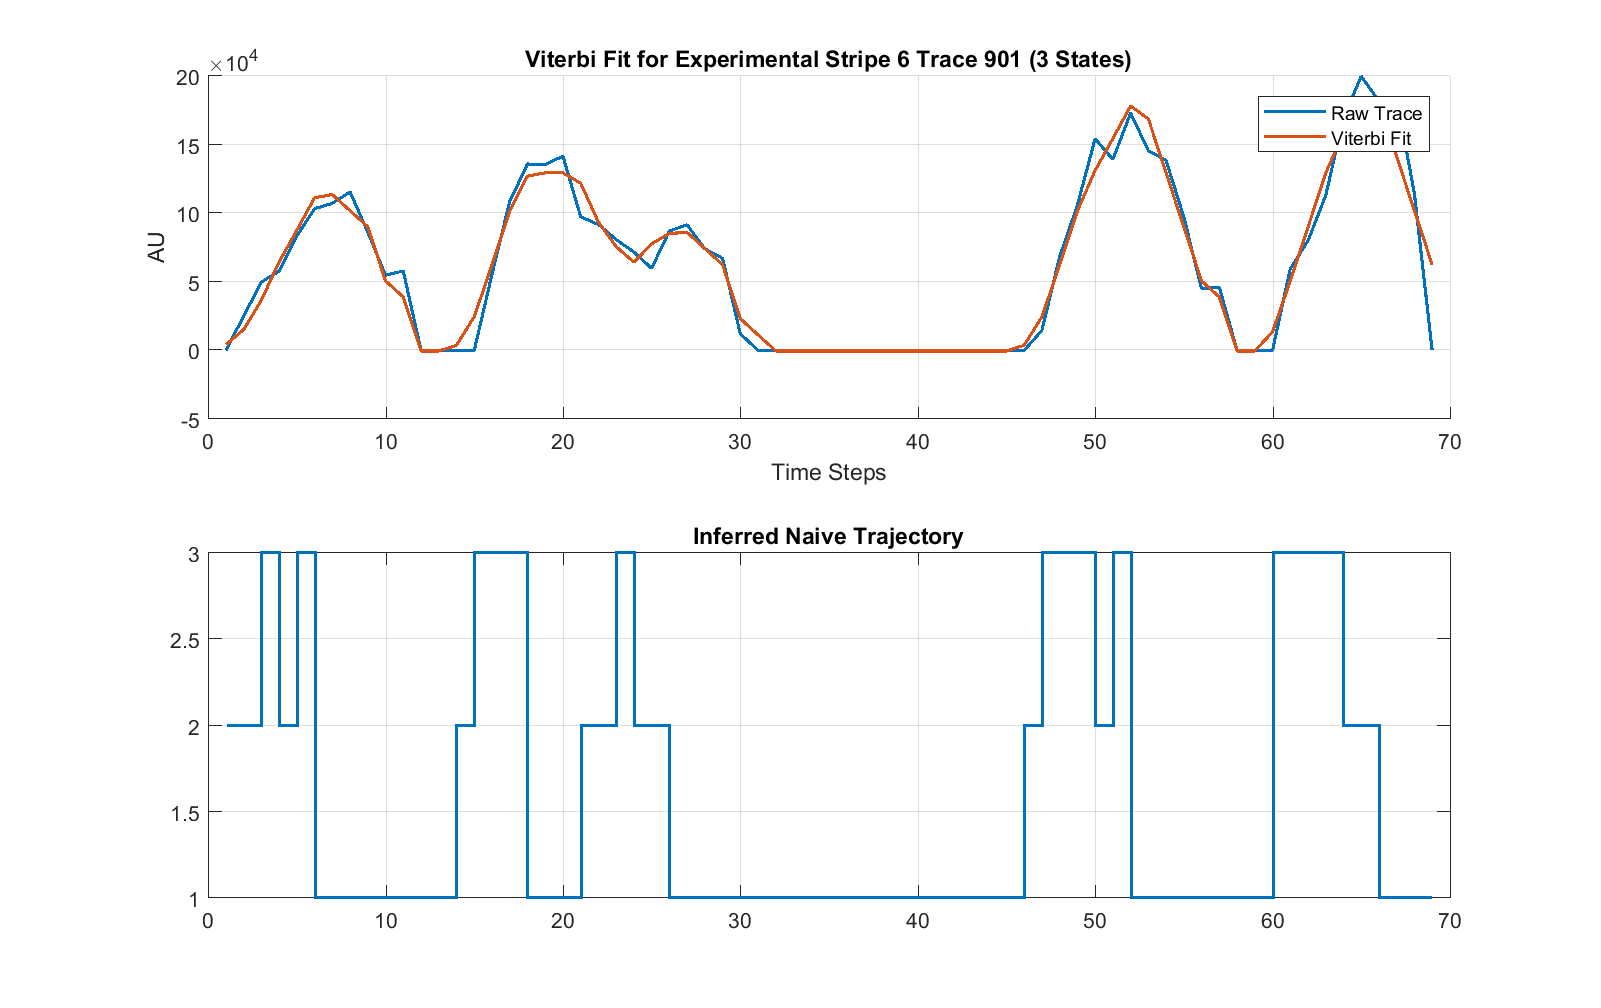 Viterbi Fit for Experimental Stripe 6 Trace 901 (3 States)
×10^4
20
15
10
5
0
-5
AU
Raw Trace
Viterbi Fit
0 10 20 30 40 50 60 70
Time Steps
Inferred Naive Trajectory
3
2.5
2
1.5
1
0 10 20 30 40 50 60 70